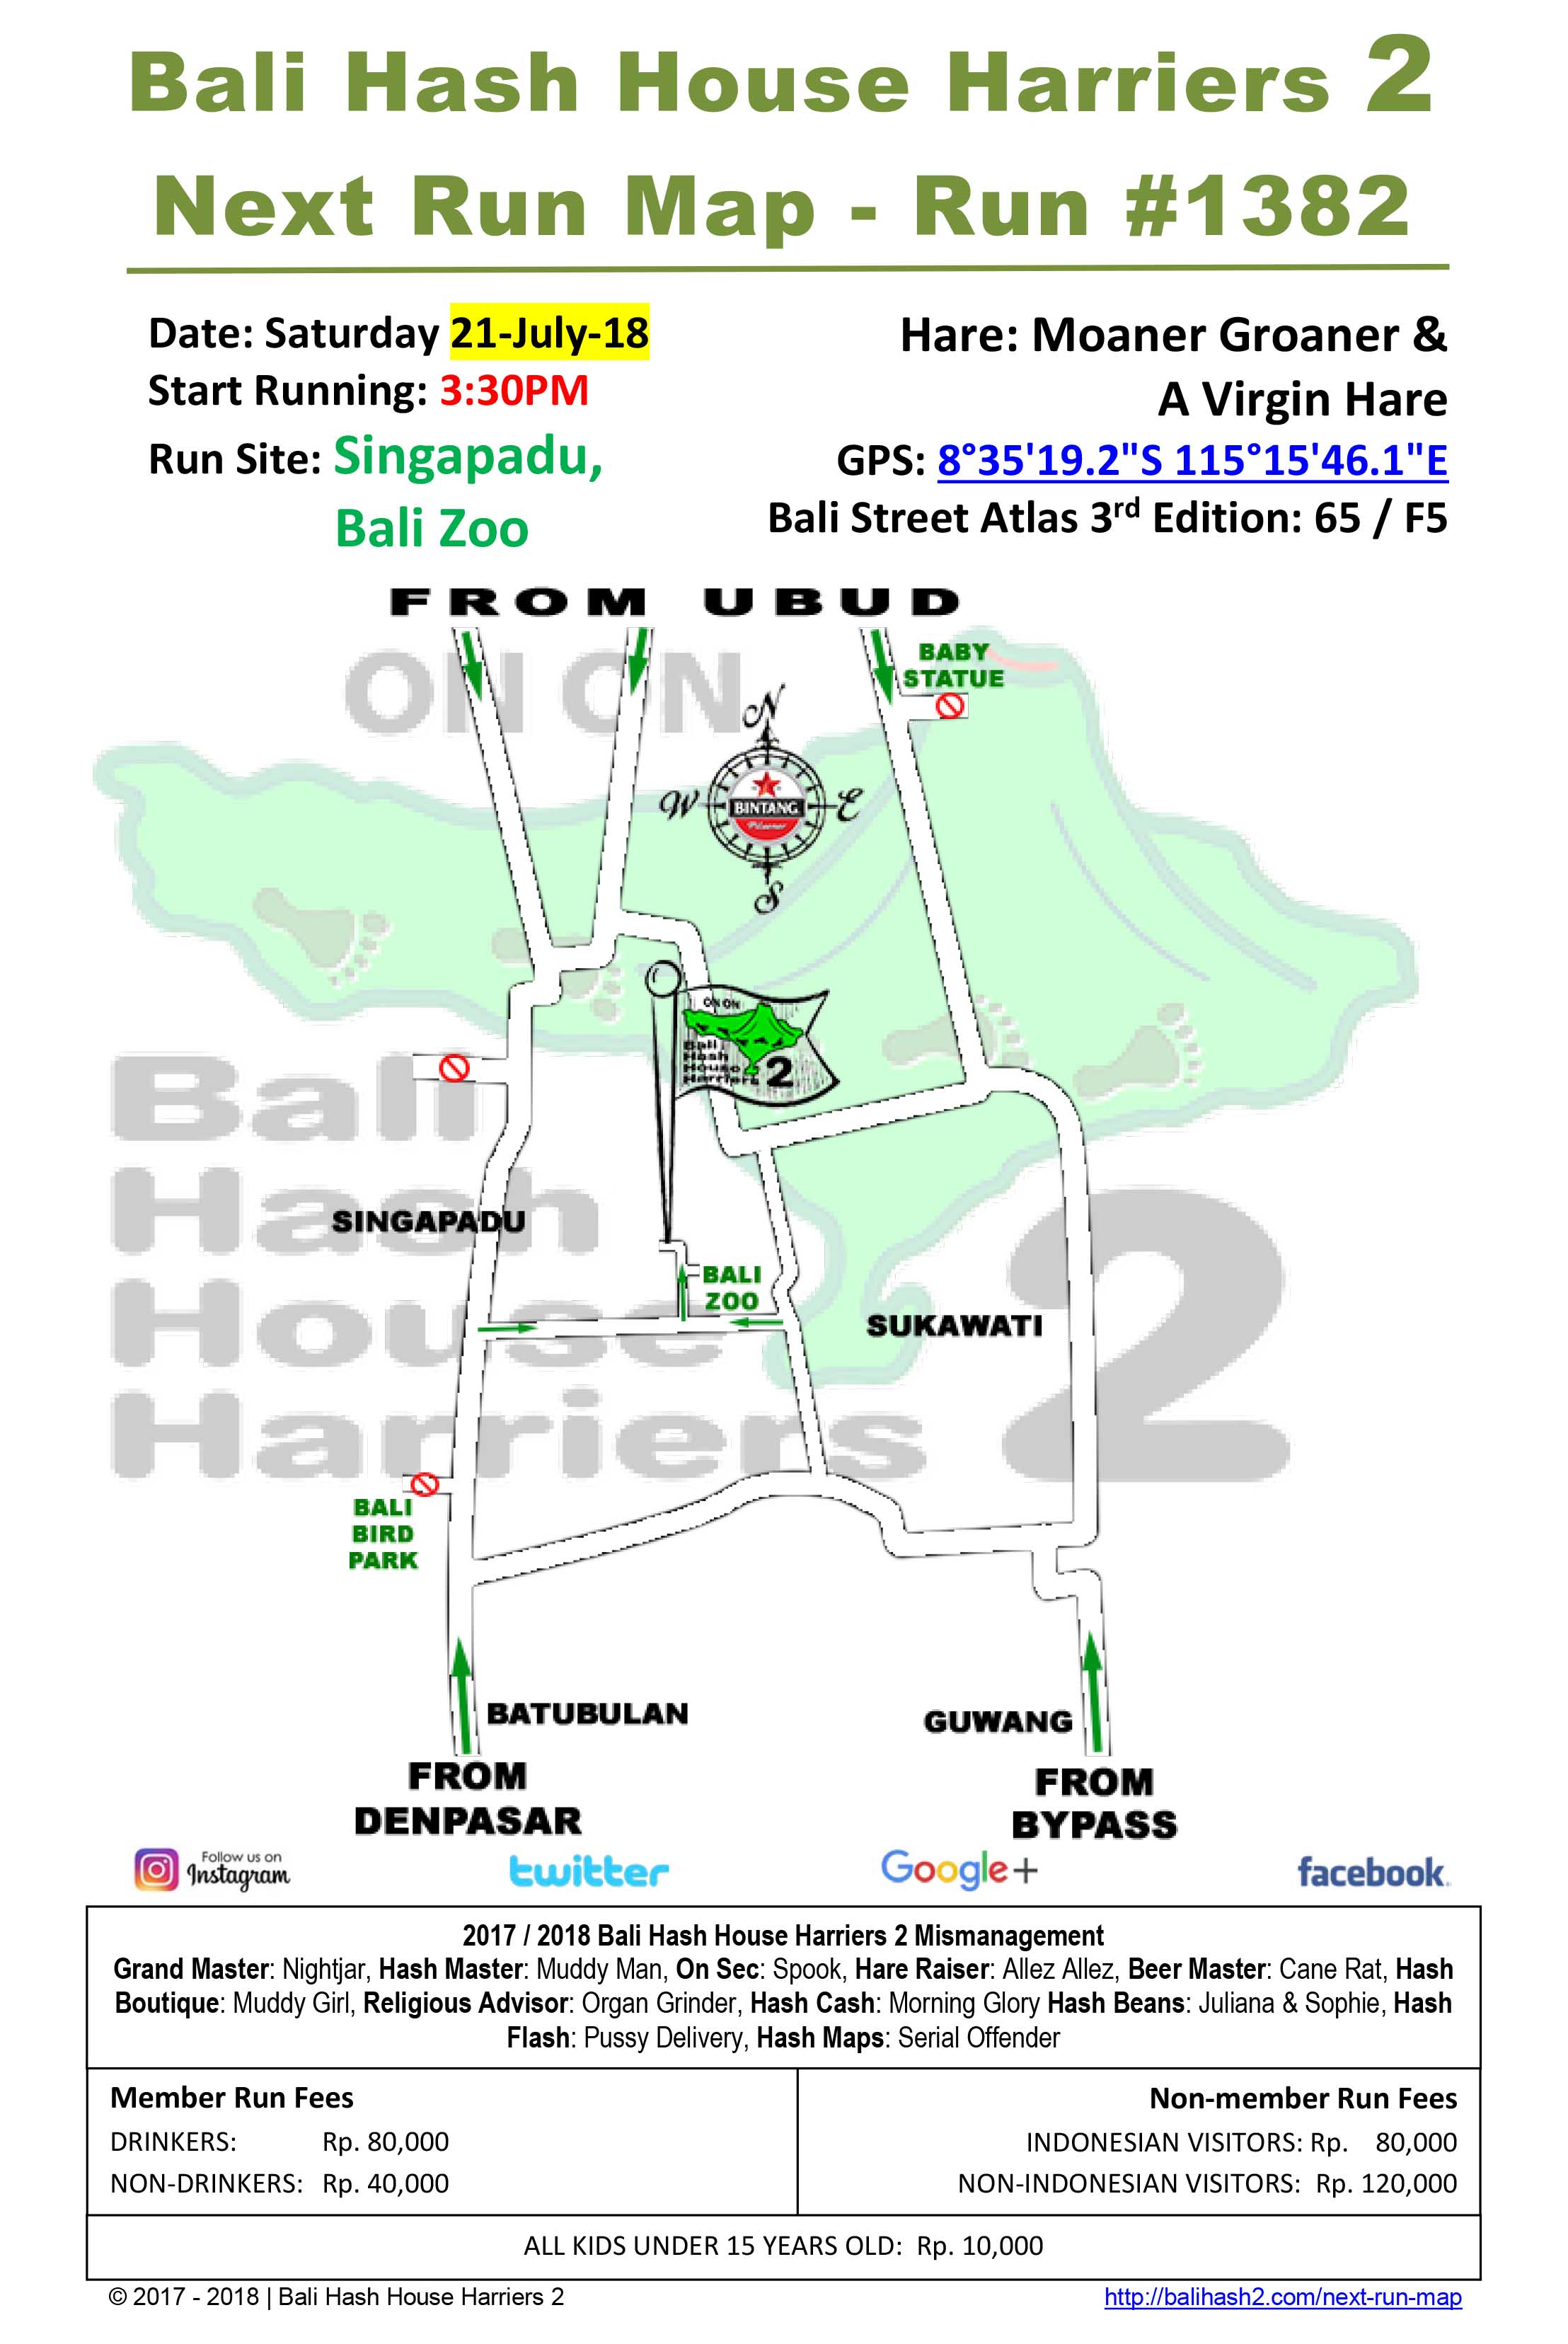 Bali Hash House Harriers 2
Next Run Map - Run #1382
Date: Saturday 21-July-18
Start Running: 3:30PM
Run Site: Singapadu,
Bali Zoo
Hare: Moaner Groaner &
A Virgin Hare
GPS: 8°35'19.2"S 115°15'46.1"E
Bali Street Atlas 3rd Edition: 65 / F5
FROM UBUD
ON ON
BABY
STATUE
N
W
E
S
BINTANG
Pilsener
ON ON
Bali
Hash
House
Harriers
2
Bali
Hash
House
Harriers
2
SINGAPADU
BALI
ZOO
SUKAWATI
BALI
BIRD
PARK
BATUBULAN
GUWANG
FROM
DENPASAR
FROM
BYPASS
Follow us on
Instagram
twitter
Google+
facebook.
2017 / 2018 Bali Hash House Harriers 2 Mismanagement
Grand Master: Nightjar, Hash Master: Muddy Man, On Sec: Spook, Hare Raiser: Allez Allez, Beer Master: Cane Rat, Hash
Boutique: Muddy Girl, Religious Advisor: Organ Grinder, Hash Cash: Morning Glory Hash Beans: Juliana & Sophie, Hash
Flash: Pussy Delivery, Hash Maps: Serial Offender
Member Run Fees
DRINKERS: Rp. 80,000
NON-DRINKERS: Rp. 40,000
Non-member Run Fees
INDONESIAN VISITORS: Rp. 80,000
NON-INDONESIAN VISITORS: Rp. 120,000
ALL KIDS UNDER 15 YEARS OLD: Rp. 10,000
© 2017 - 2018 | Bali Hash House Harriers 2
http://balihash2.com/next-run-map